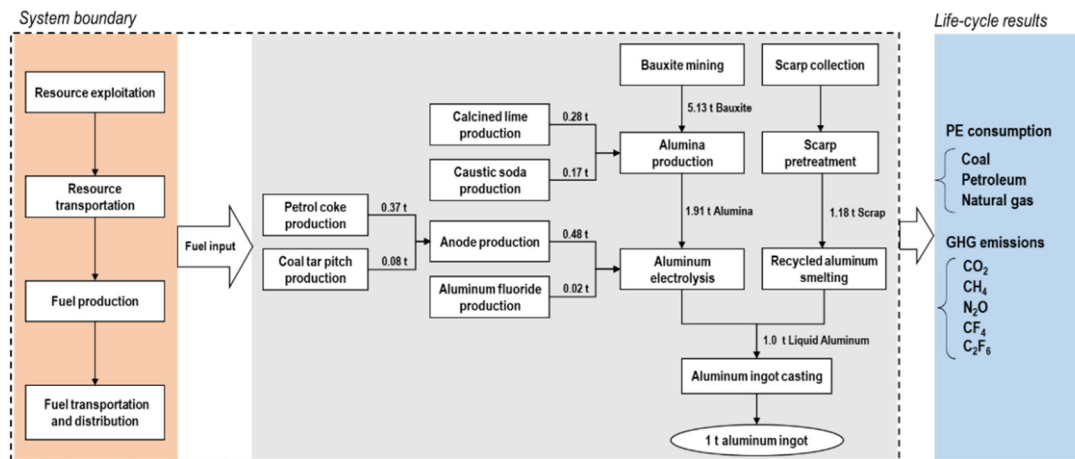 System boundary
Life-cycle results
Resource exploitation
Resource
transportation
Fuel production
Fuel transportation
and distribution
Fuel input
Bauxite mining
Scarp collection
5.13 t Bauxite
Calcined lime
production
0.28 t
Caustic soda
production
0.17 t
Alumina
production
Scarp
pretreatment
1.91 t Alumina
1.18 t Scrap
Petrol coke
production
0.37 t
Coal tar pitch
production
0.08 t
Anode production
0.48 t
Aluminum fluoride
production
0.02 t
Aluminum
electrolysis
Recycled aluminum
smelting
1.0 t Liquid Aluminum
Aluminum ingot casting
1 t aluminum ingot
PE consumption
Coal
Petroleum
Natural gas
GHG emissions
CO₂
CH₄
N₂O
CF₄
C₂F₆